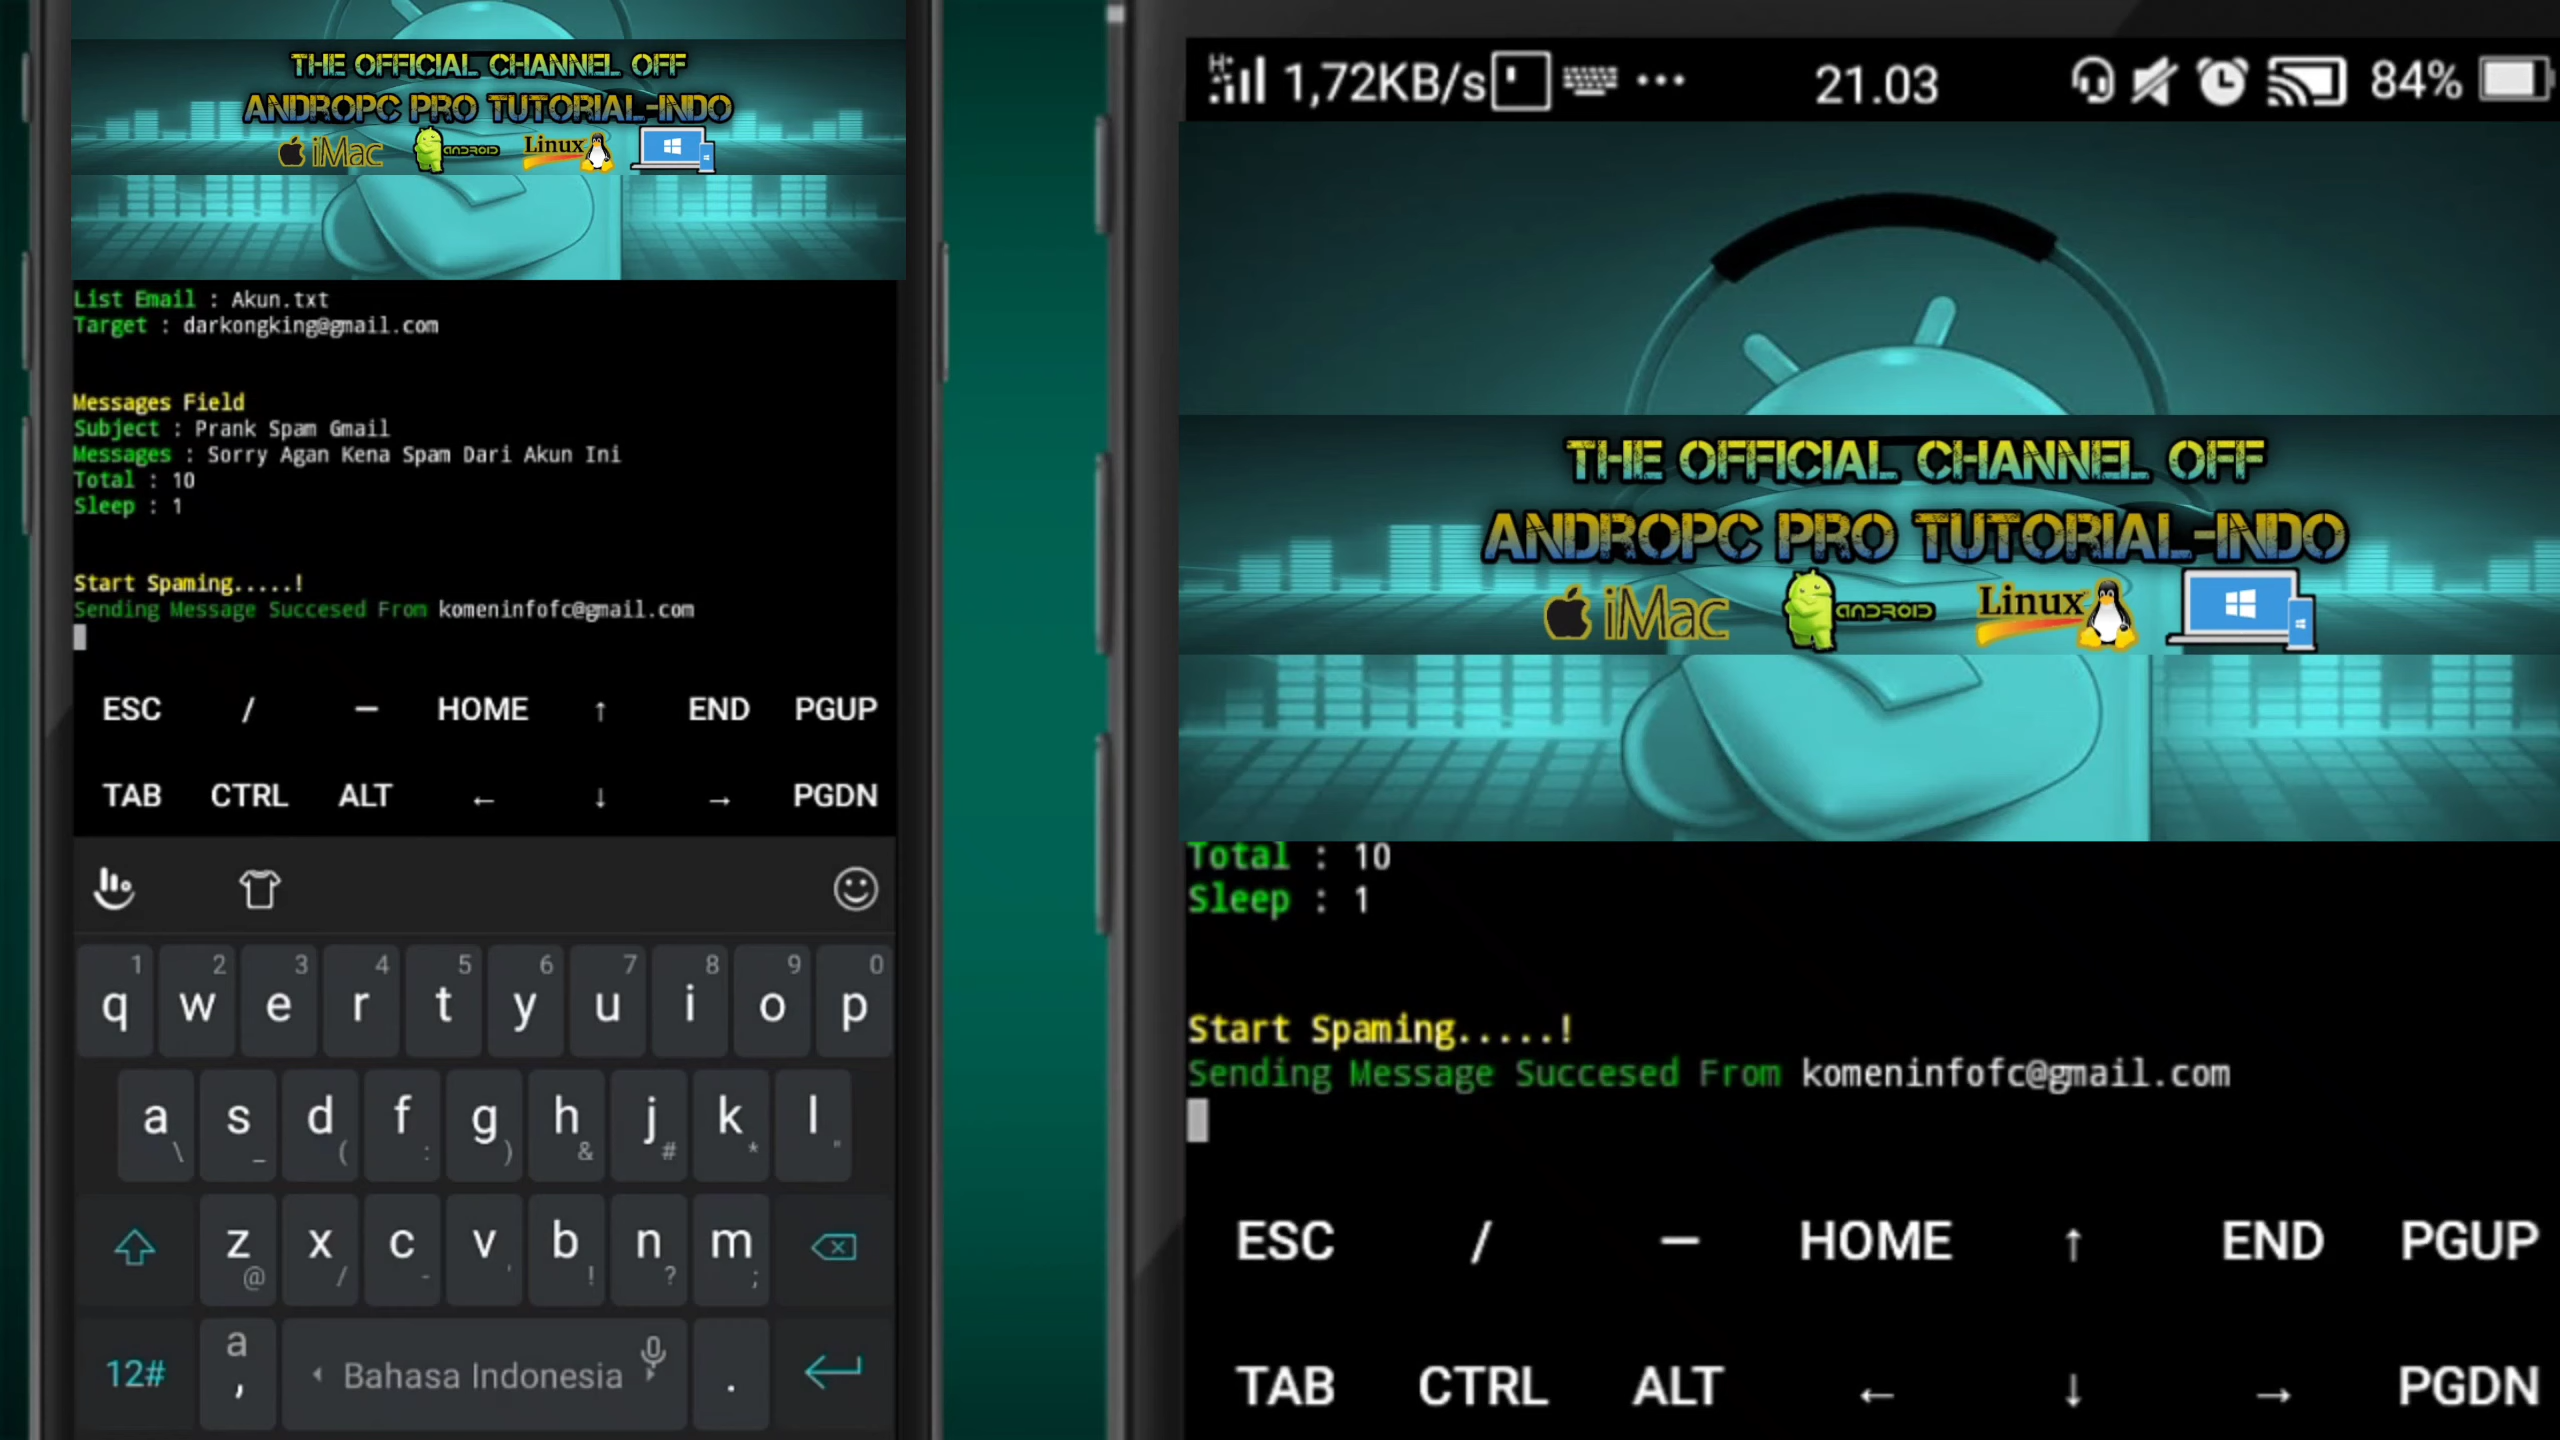 THE OFFICIAL CHANNEL OFF
ANDROPC PRO TUTORIAL-INDO
iMac
ANDROID
Linux
List Email : Akun.txt
Target : darkongking@gmail.com
Messages Field
Subject : Prank Spam Gmail
Messages : Sorry Agan Kena Spam Dari Akun Ini
Total : 10
Sleep : 1
Start Spaming.....!
Sending Message Succesed From komeninfofc@gmail.com
ESC / — HOME ↑ END PGUP
TAB CTRL ALT ← ↓ → PGDN
1 2 3 4 5 6 7 8 9 0
q w e r t y u i o p
a s d f g h j k l
\ _ ( : ) & # * "
z x c v b n m
@ / - ' ! ? ;
12# a , Bahasa Indonesia .
H+ 1,72KB/s ... 21.03 84%
THE OFFICIAL CHANNEL OFF
ANDROPC PRO TUTORIAL-INDO
iMac
ANDROID
Linux
Total : 10
Sleep : 1
Start Spaming.....!
Sending Message Succesed From komeninfofc@gmail.com
ESC / — HOME ↑ END PGUP
TAB CTRL ALT ← ↓ → PGDN